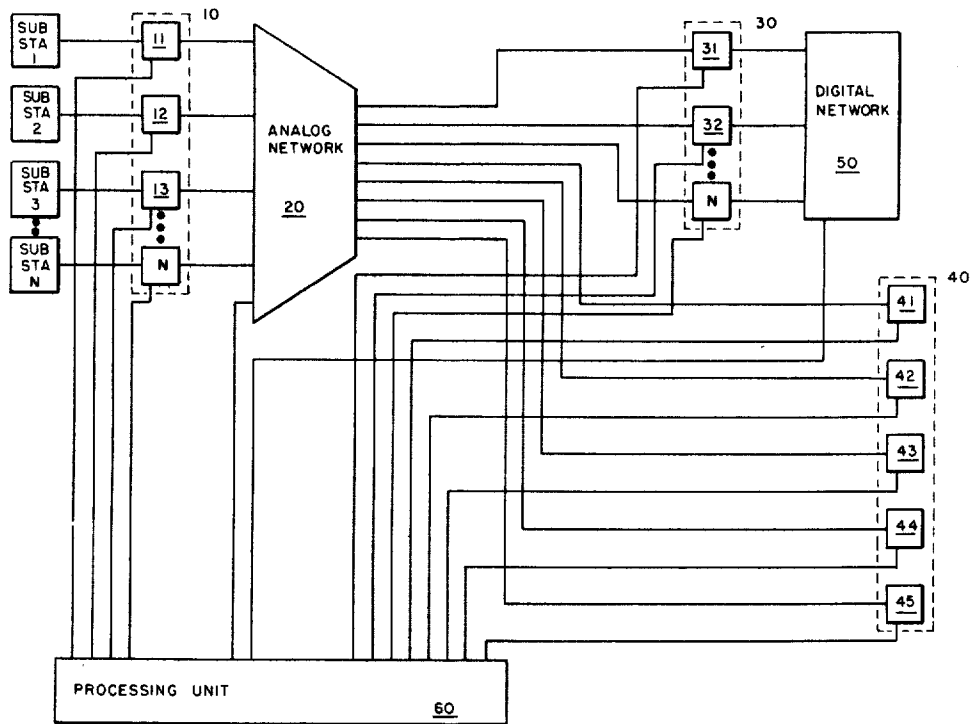 10
30
SUB
STA
1
11
31
SUB
STA
2
12
32
ANALOG
NETWORK
20
DIGITAL
NETWORK
50
SUB
STA
3
13
N
SUB
STA
N
N
40
41
42
43
44
45
PROCESSING UNIT
60